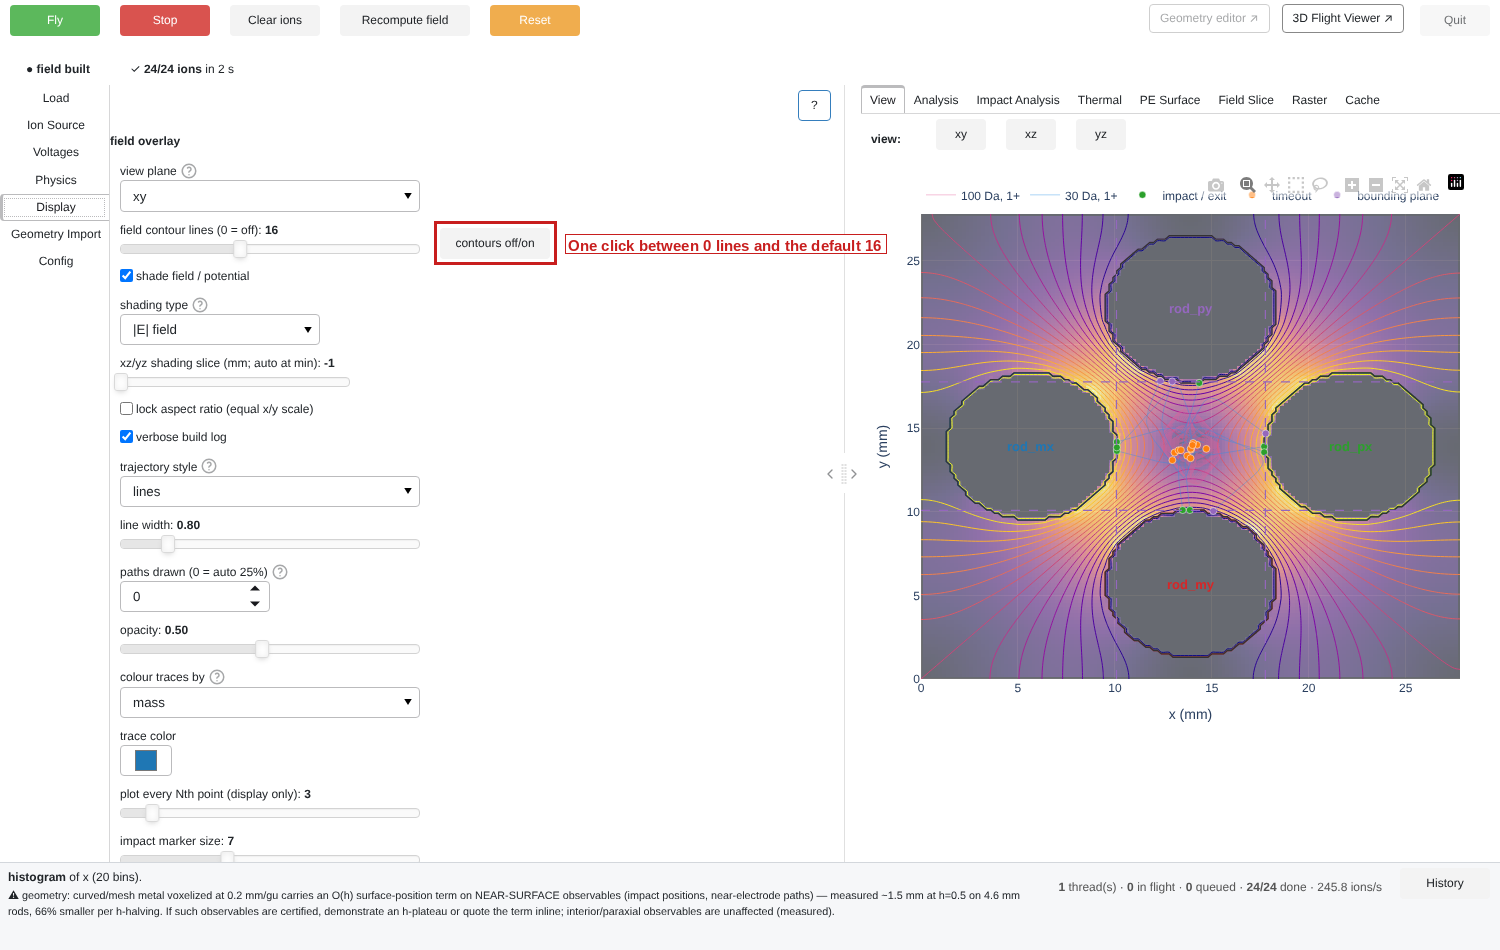 Fly
Stop
Clear ions
Recompute field
Reset
Geometry editor ↗
3D Flight Viewer ↗
Quit
● field built
✓ 24/24 ions in 2 s
Load
Ion Source
Voltages
Physics
Display
Geometry Import
Config
?
field overlay
view plane ?
xy
field contour lines (0 = off): 16
contours off/on
One click between 0 lines and the default 16
shade field / potential
shading type ?
|E| field
xz/yz shading slice (mm; auto at min): -1
lock aspect ratio (equal x/y scale)
verbose build log
trajectory style ?
lines
line width: 0.80
paths drawn (0 = auto 25%) ?
0
opacity: 0.50
colour traces by ?
mass
trace color
plot every Nth point (display only): 3
impact marker size: 7
View
Analysis
Impact Analysis
Thermal
PE Surface
Field Slice
Raster
Cache
view:
xy
xz
yz
100 Da, 1+
30 Da, 1+
impact / exit
timeout
bounding plane
25
20
15
10
5
0
y (mm)
rod_py
rod_my
0
5
10
15
20
25
x (mm)
histogram of x (20 bins).
⚠ geometry: curved/mesh metal voxelized at 0.2 mm/gu carries an O(h) surface-position term on NEAR-SURFACE observables (impact positions, near-electrode paths) — measured ~1.5 mm at h=0.5 on 4.6 mm
rods, 66% smaller per h-halving. If such observables are certified, demonstrate an h-plateau or quote the term inline; interior/paraxial observables are unaffected (measured).
1 thread(s) · 0 in flight · 0 queued · 24/24 done · 245.8 ions/s
History